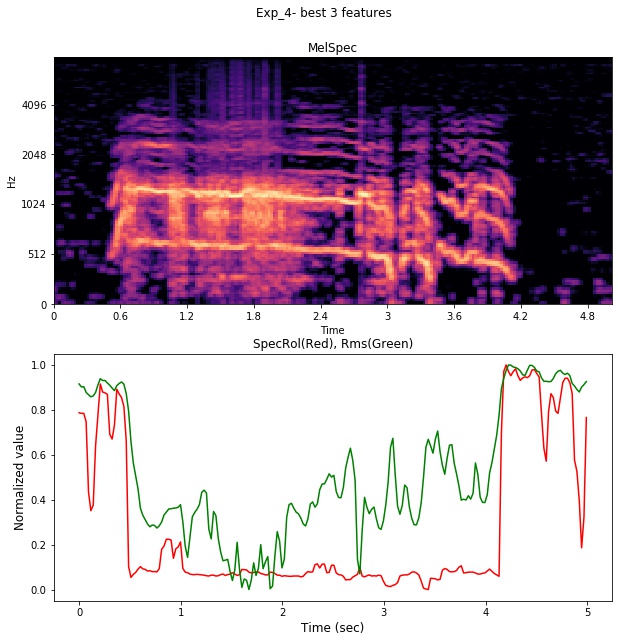 Exp_4- best 3 features
MelSpec
Hz
4096
2048
1024
512
0
0 0.6 1.2 1.8 2.4 3 3.6 4.2 4.8
Time
SpecRol(Red), Rms(Green)
Normalized value
1.0
0.8
0.6
0.4
0.2
0.0
0 1 2 3 4 5
Time (sec)